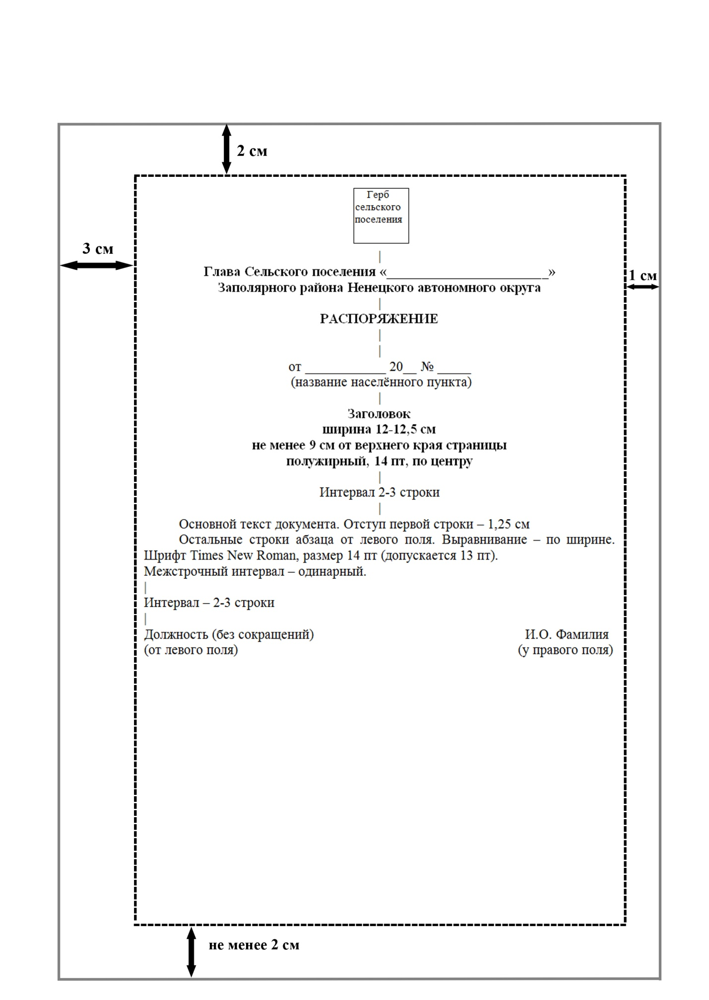 2 см
Герб
сельского
поселения
3 см
|
Глава Сельского поселения «________________________»
1 см
Заполярного района Ненецкого автономного округа
|
РАСПОРЯЖЕНИЕ
|
|
от ____________ 20__ № _____
(название населённого пункта)
|
Заголовок
ширина 12-12,5 см
не менее 9 см от верхнего края страницы
полужирный, 14 пт, по центру
|
Интервал 2-3 строки
|
Основной текст документа. Отступ первой строки – 1,25 см
Остальные строки абзаца от левого поля. Выравнивание – по ширине.
Шрифт Times New Roman, размер 14 пт (допускается 13 пт).
Межстрочный интервал – одинарный.
|
Интервал – 2-3 строки
|
Должность (без сокращений) И.О. Фамилия
(от левого поля) (у правого поля)
не менее 2 см